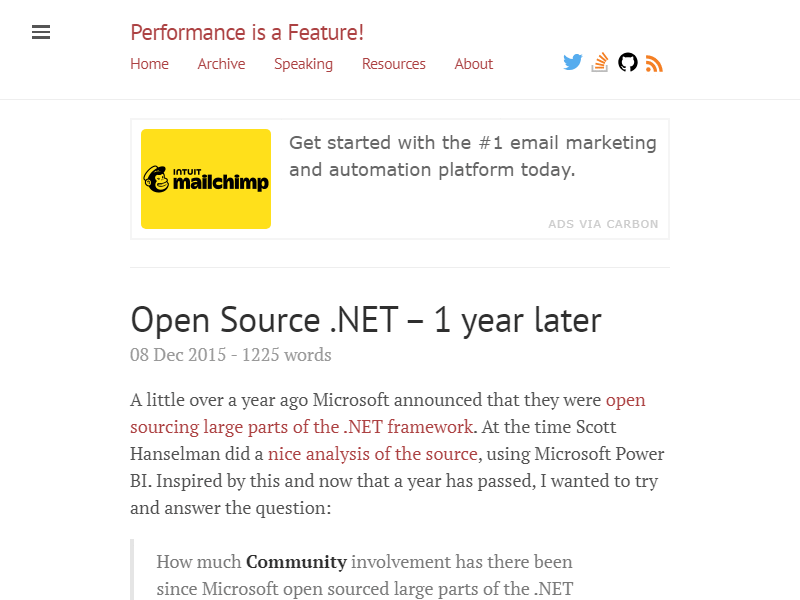 Performance is a Feature!
Home Archive Speaking Resources About
INTUIT
mailchimp
Get started with the #1 email marketing
and automation platform today.
ADS VIA CARBON
Open Source .NET – 1 year later
08 Dec 2015 - 1225 words
A little over a year ago Microsoft announced that they were open
sourcing large parts of the .NET framework. At the time Scott
Hanselman did a nice analysis of the source, using Microsoft Power
BI. Inspired by this and now that a year has passed, I wanted to try
and answer the question:
How much Community involvement has there been
since Microsoft open sourced large parts of the .NET